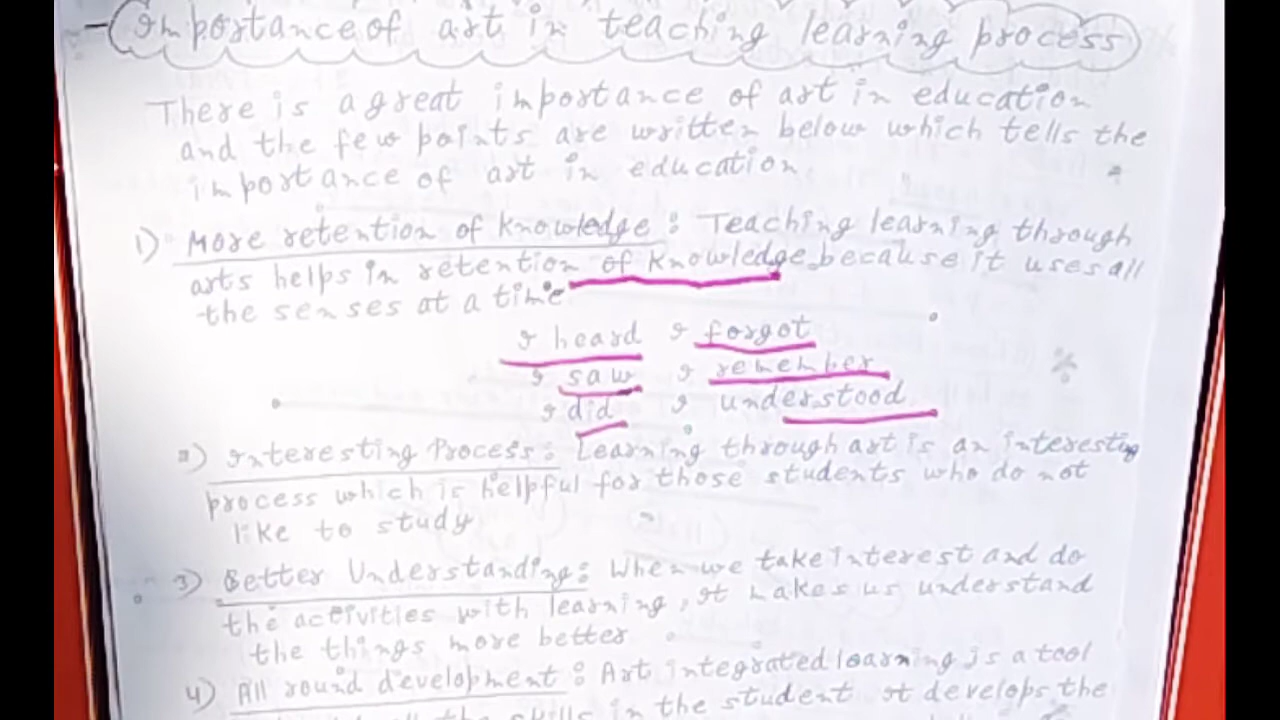 - Importance of art in teaching learning process
There is a great importance of art in education
and the few points are written below which tells the
importance of art in education
1) More retention of knowledge : Teaching learning through
arts helps in retention of knowledge because it uses all
the senses at a time
I heard I forgot
I saw I remember
I did I understood
2) Interesting Process : Learning through art is an interesting
process which is helpful for those students who do not
like to study
3) Better Understanding : When we take interest and do
the activities with learning, It makes us understand
the things more better
4) All round development : Art integrated learning is a tool
all the skills in the student It develops the